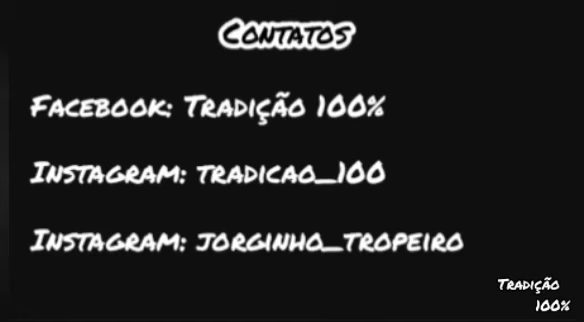 Contatos
Facebook: Tradição 100%
Instagram: tradicao_100
Instagram: jorginho_tropeiro
Tradição
100%